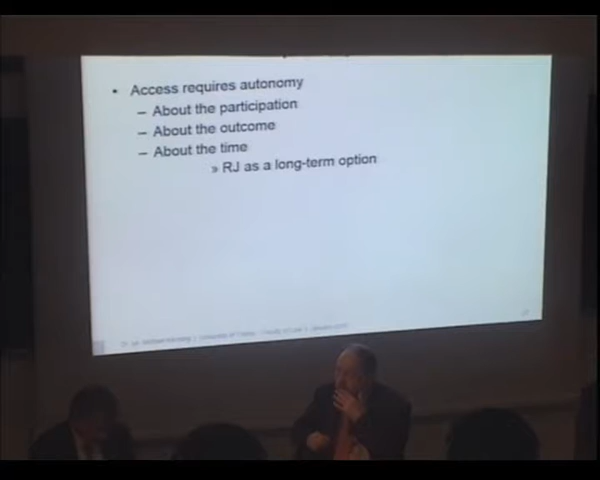 • Access requires autonomy
– About the participation
– About the outcome
– About the time
» RJ as a long-term option